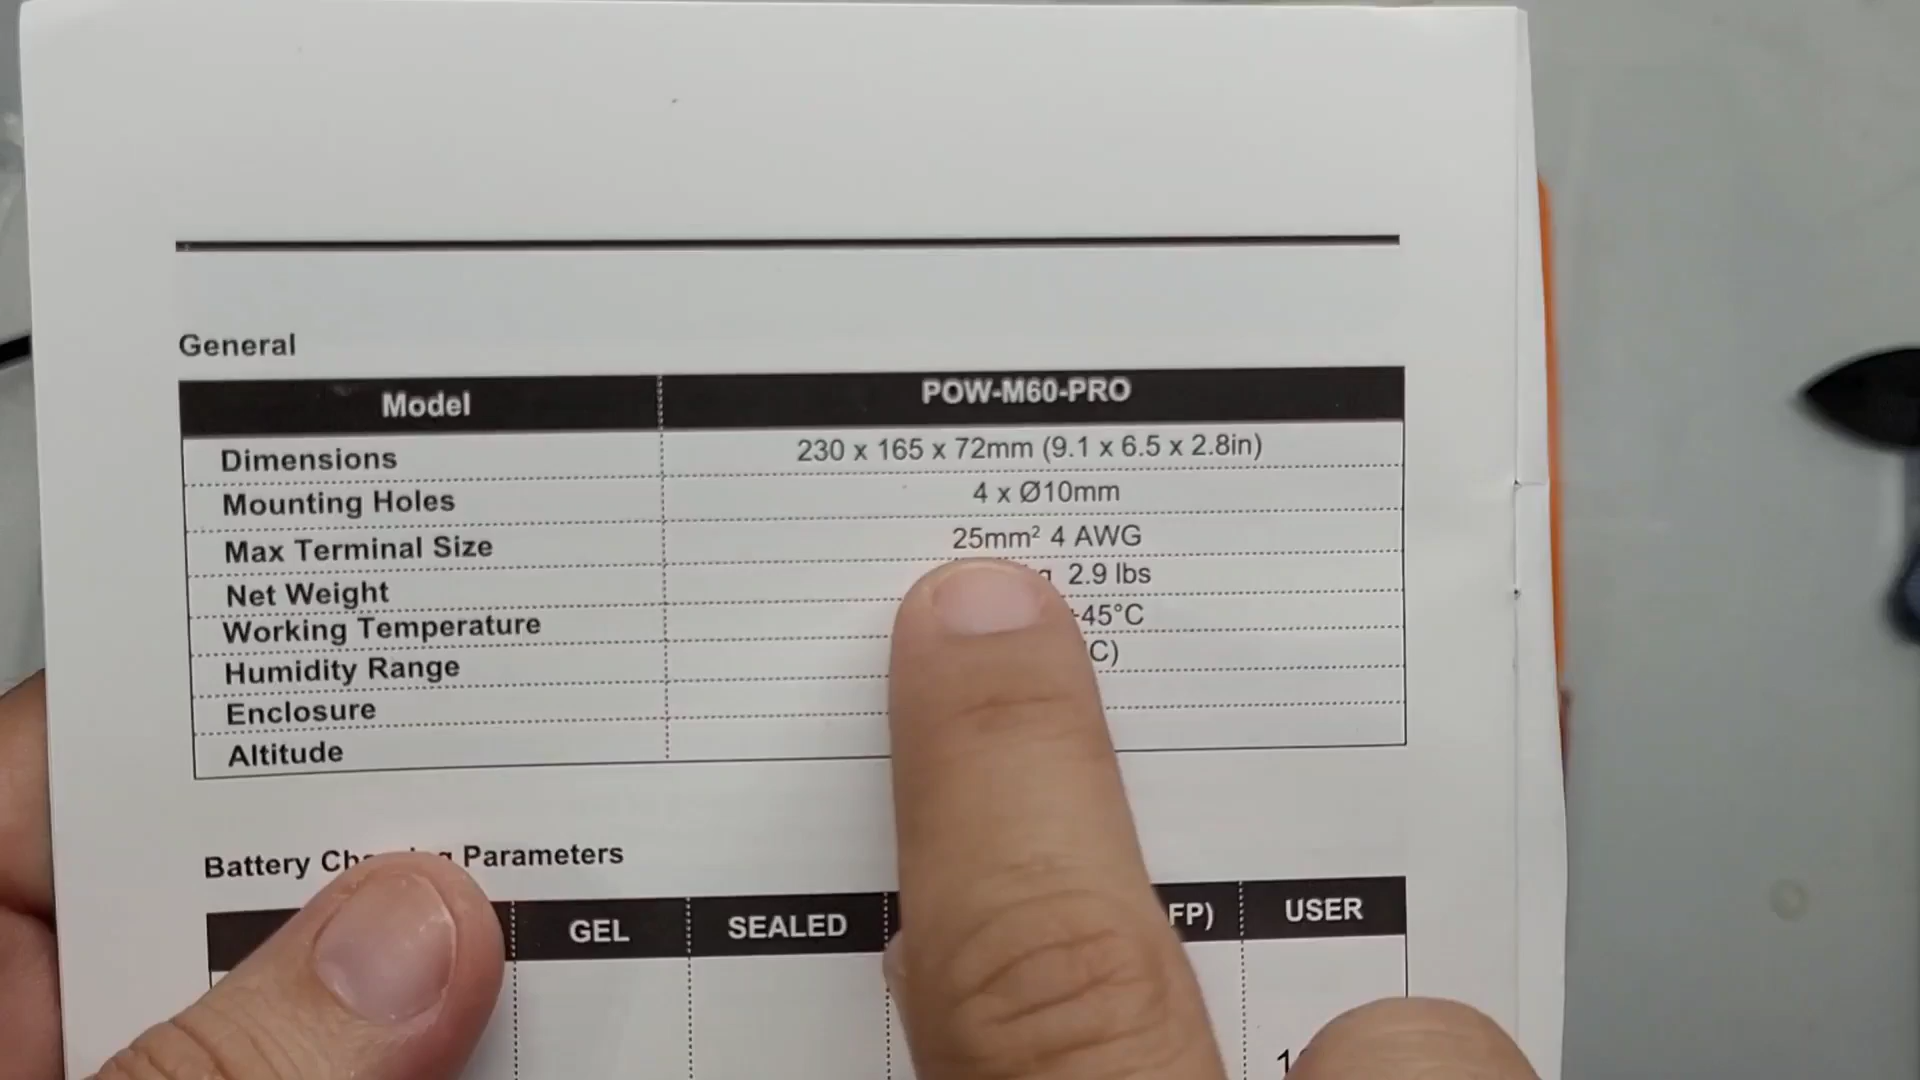 General
Model POW-M60-PRO
Dimensions 230 x 165 x 72mm (9.1 x 6.5 x 2.8in)
Mounting Holes 4 x Ø10mm
Max Terminal Size 25mm² 4 AWG
Net Weight 2.9 lbs
Working Temperature +45°C
Humidity Range C)
Enclosure
Altitude
Battery Parameters
GEL SEALED FP) USER